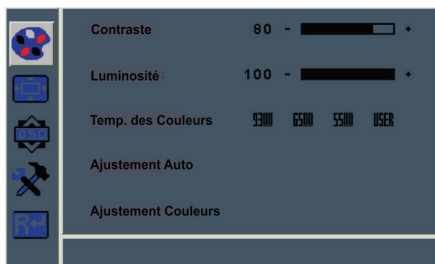 Contraste 80 - +
Luminosité 100 - +
Temp. des Couleurs 9300 6500 5500 USER
Ajustement Auto
OSD
Ajustement Couleurs
R